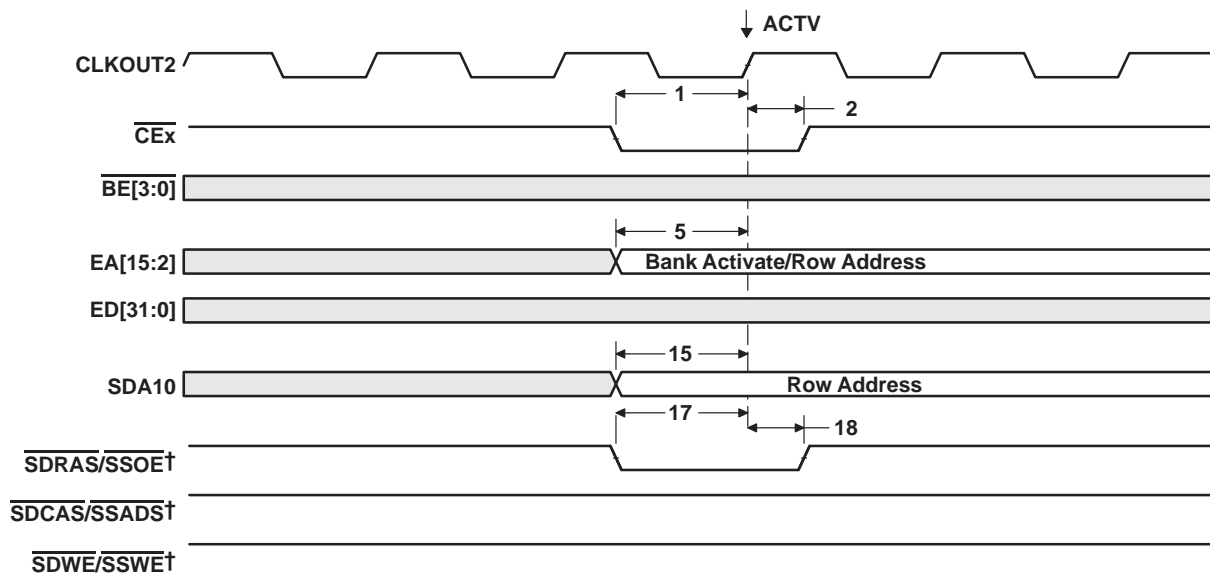 ACTV
CLKOUT2
1
2
CEx
BE[3:0]
5
EA[15:2]
Bank Activate/Row Address
ED[31:0]
15
SDA10
Row Address
17
18
SDRAS/SSOE†
SDCAS/SSADS†
SDWE/SSWE†